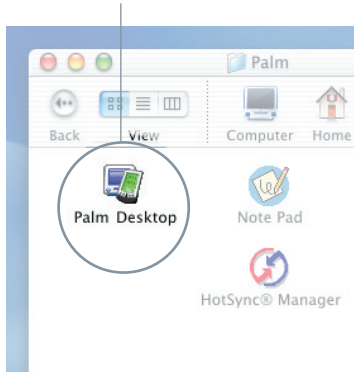 Palm
Back View Computer Home
Palm Desktop Note Pad
HotSync® Manager